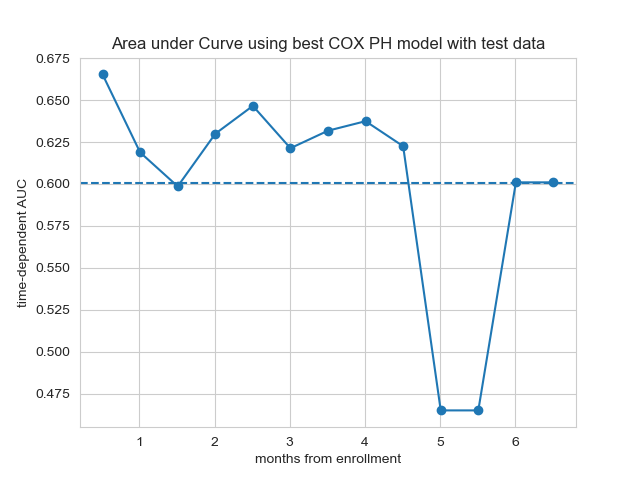 Area under Curve using best COX PH model with test data
0.675
0.650
0.625
0.600
0.575
0.550
0.525
0.500
0.475
time-dependent AUC
1 2 3 4 5 6
months from enrollment